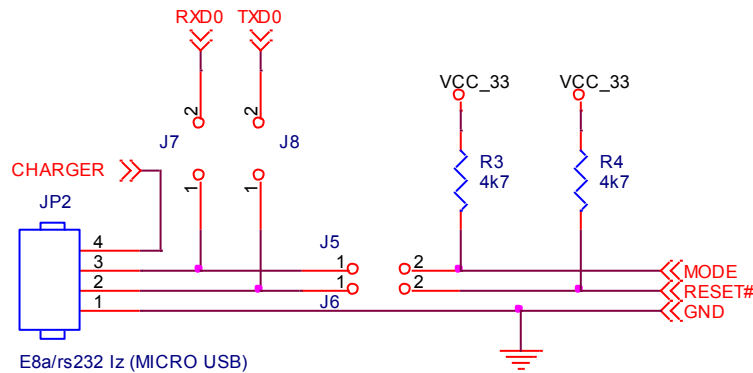 RXD0 TXD0
VCC_33 VCC_33
2 2
J7 J8
CHARGER
R3 R4
4k7 4k7
1 1
JP2
4
3
2
1
J5
1 2
1 2
J6
MODE
RESET#
GND
E8a/rs232 Iz (MICRO USB)